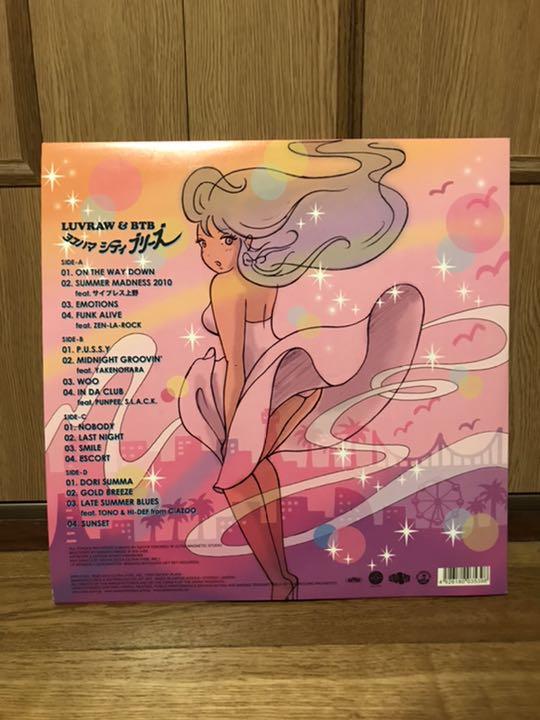 LUVRAW & BTB
ヨコハマ シティ ブリーズ
SIDE-A
01. ON THE WAY DOWN
02. SUMMER MADNESS 2010
feat. サイプレス上野
03. EMOTIONS
04. FUNK ALIVE
feat. ZEN-LA-ROCK
SIDE-B
01. P.U.S.S.Y
02. MIDNIGHT GROOVIN'
feat. YAKENOHARA
03. WOO
04. IN DA CLUB
feat. PUNPEE, S.L.A.C.K.
SIDE-C
01. NOBODY
02. LAST NIGHT
03. SMILE
04. ESCORT
SIDE-D
01. DORI SUMMA
02. GOLD BREEZE
03. LATE SUMMER BLUES
feat. TONO & HI-DEF from CIAZOO
04. SUNSET